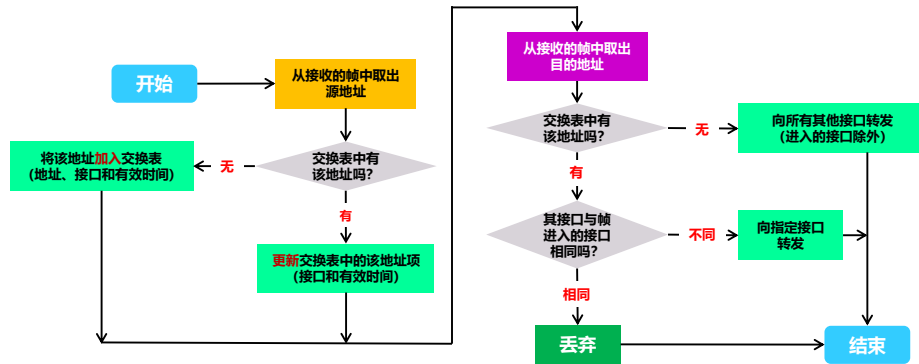 开始
从接收的帧中取出
源地址
交换表中有
该地址吗？
无
将该地址加入交换表
（地址、接口和有效时间）
有
更新交换表中的该地址项
（接口和有效时间）
从接收的帧中取出
目的地址
交换表中有
该地址吗？
无
向所有其他接口转发
（进入的接口除外）
有
其接口与帧
进入的接口
相同吗？
不同
向指定接口
转发
相同
丢弃
结束